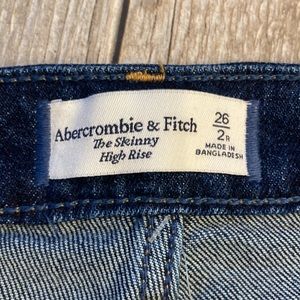 Abercrombie & Fitch
The Skinny
High Rise
26
2R
MADE IN
BANGLADESH